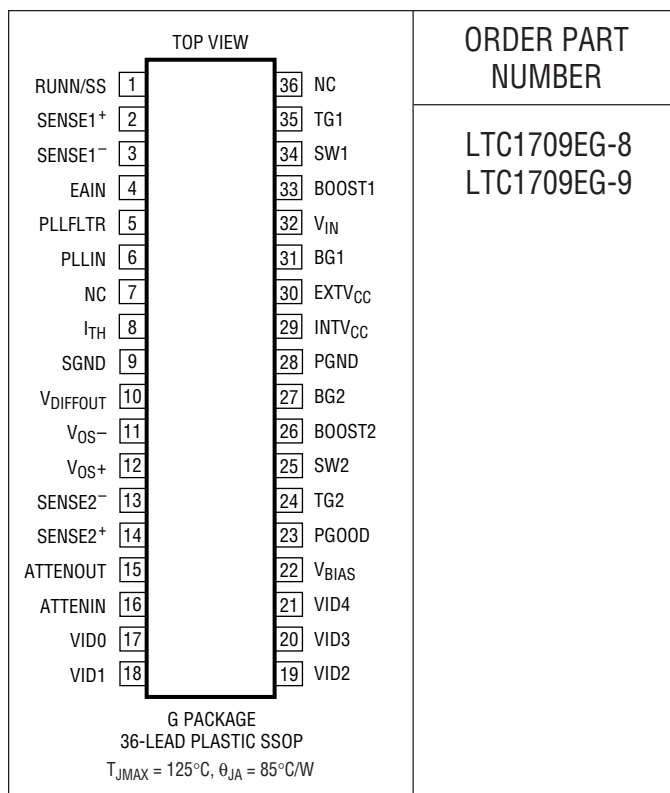 TOP VIEW
RUNN/SS 1
SENSE1+ 2
SENSE1− 3
EAIN 4
PLLFLTR 5
PLLIN 6
NC 7
ITH 8
SGND 9
VDIFFOUT 10
VOS− 11
VOS+ 12
SENSE2− 13
SENSE2+ 14
ATTENOUT 15
ATTENIN 16
VID0 17
VID1 18
36 NC
35 TG1
34 SW1
33 BOOST1
32 VIN
31 BG1
30 EXTVCC
29 INTVCC
28 PGND
27 BG2
26 BOOST2
25 SW2
24 TG2
23 PGOOD
22 VBIAS
21 VID4
20 VID3
19 VID2
G PACKAGE
36-LEAD PLASTIC SSOP
TJMAX = 125°C, θJA = 85°C/W
ORDER PART
NUMBER
LTC1709EG-8
LTC1709EG-9